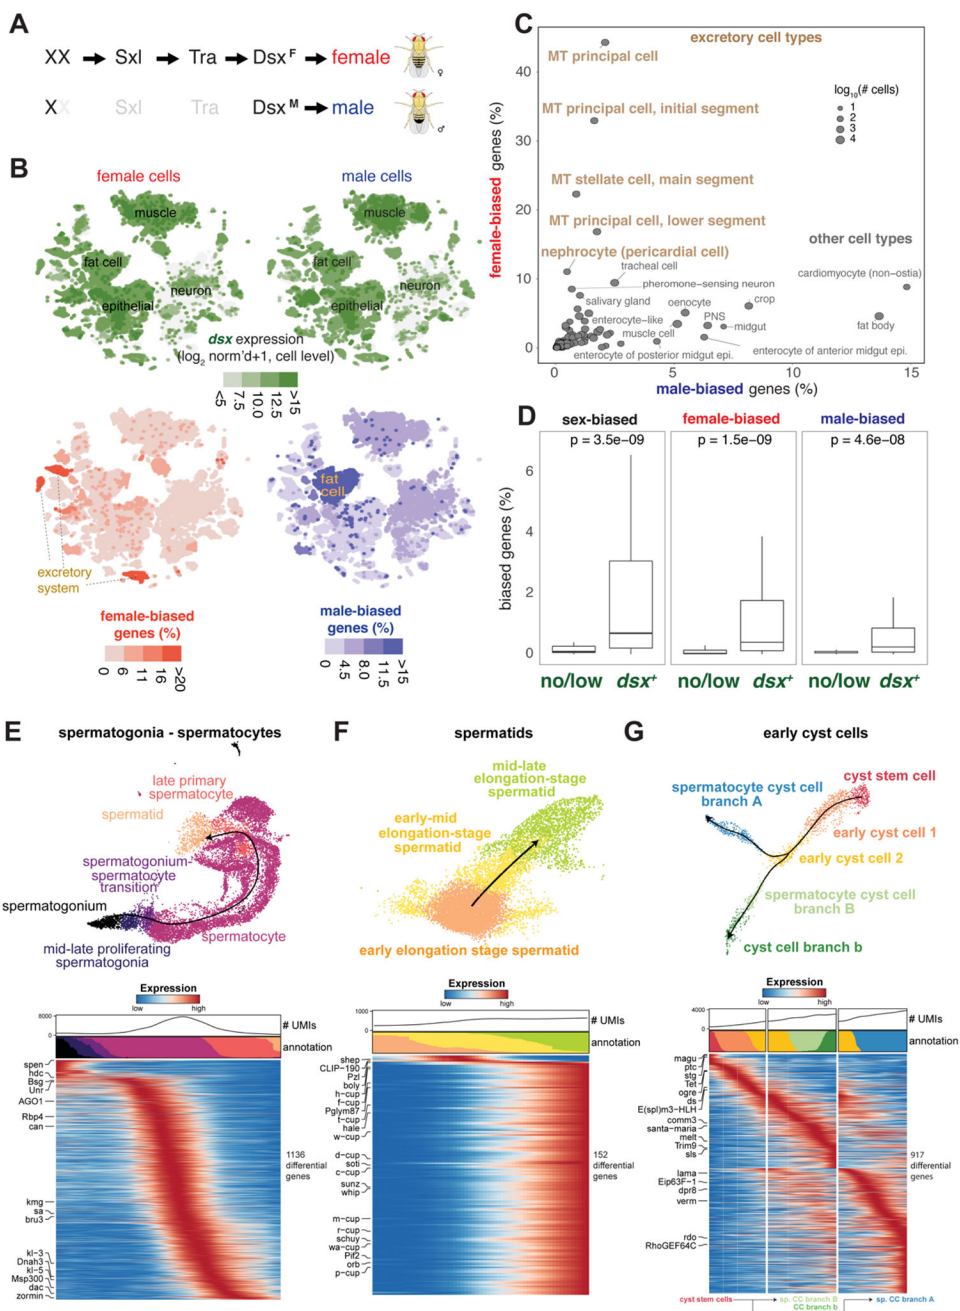 A
XX Sxl Tra Dsx F female
♀
XX Sxl Tra Dsx M male
♂
B
female cells
male cells
muscle
muscle
fat cell
fat cell
neuron
neuron
epithelial
epithelial
dsx expression
(log2 norm'd+1, cell level)
<5
7.5
10.0
12.5
>15
fat
cell
excretory
system
female-biased
genes (%)
0
6
11
16
>20
male-biased
genes (%)
0
4.5
8.0
11.5
>15
C
excretory cell types
MT principal cell
log10(# cells)
1
2
3
4
MT principal cell, initial segment
MT stellate cell, main segment
MT principal cell, lower segment
other cell types
nephrocyte (pericardial cell)
tracheal cell
cardiomyocyte (non-ostia)
pheromone-sensing neuron
salivary gland
oenocyte
crop
enterocyte-like
PNS
muscle cell
midgut
fat body
enterocyte of posterior midgut epi.
enterocyte of anterior midgut epi.
female-biased genes (%)
40
30
20
10
0
0
5
10
15
male-biased genes (%)
D
sex-biased
female-biased
male-biased
p = 3.5e-09
p = 1.5e-09
p = 4.6e-08
biased genes (%)
6
4
2
0
no/low dsx+
no/low dsx+
no/low dsx+
E
spermatogonia - spermatocytes
late primary
spermatocyte
spermatid
spermatogonium-
spermatocyte
transition
spermatogonium
spermatocyte
mid-late proliferating
spermatogonia
Expression
low high
8000
0
# UMIs
annotation
spen
hdc
Bsg
Unr
AGO1
Rbp4
can
kmg
sa
bru3
kl-3
Dnah3
kl-5
Msp300
dac
zormin
1136
differential
genes
F
spermatids
mid-late
elongation-stage
spermatid
early-mid
elongation-stage
spermatid
early elongation stage spermatid
Expression
low high
1000
0
# UMIs
annotation
shep
CLIP-190
Pzl
boly
h-cup
f-cup
Pglym87
t-cup
hale
w-cup
d-cup
soti
c-cup
sunz
whip
m-cup
r-cup
schuy
wa-cup
Pif2
orb
p-cup
152
differential
genes
G
early cyst cells
cyst stem cell
spermatocyte cyst cell
branch A
early cyst cell 1
early cyst cell 2
spermatocyte cyst cell
branch B
cyst cell branch b
Expression
low high
4000
0
# UMIs
annotation
magu
ptc
stg
Tet
ogre
ds
E(spl)m3-HLH
comm3
santa-maria
melt
Trim9
sls
lama
Eip63F-1
dpr8
verm
rdo
RhoGEF64C
917
differential
genes
cyst stem cells
sp. CC branch B
CC branch b
sp. CC branch A